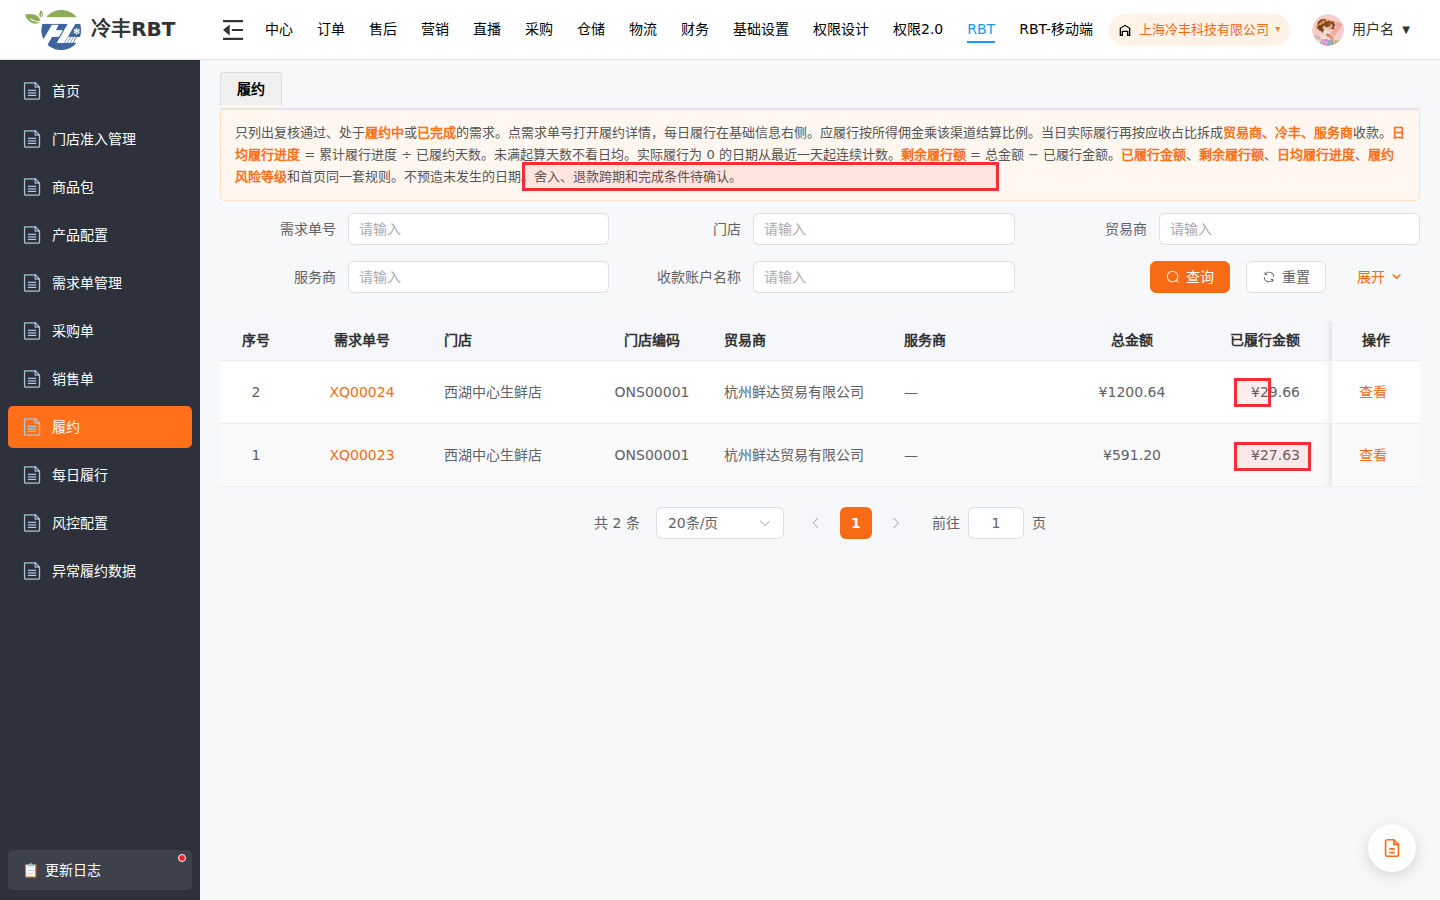 冷丰RBT
中心 订单 售后 营销 直播 采购 仓储 物流 财务 基础设置 权限设计 权限2.0 RBT RBT-移动端 上海冷丰科技有限公司 ▾ 用户名 ▼
首页
门店准入管理
商品包
产品配置
需求单管理
采购单
销售单
履约
每日履行
风控配置
异常履约数据
更新日志
履约
只列出复核通过、处于履约中或已完成的需求。点需求单号打开履约详情，每日履行在基础信息右侧。应履行按所得佣金乘该渠道结算比例。当日实际履行再按应收占比拆成贸易商、冷丰、服务商收款。日
均履行进度 = 累计履行进度 ÷ 已履约天数。未满起算天数不看日均。实际履行为 0 的日期从最近一天起连续计数。剩余履行额 = 总金额 − 已履行金额。已履行金额、剩余履行额、日均履行进度、履约
风险等级和首页同一套规则。不预造未发生的日期。舍入、退款跨期和完成条件待确认。
需求单号 请输入 门店 请输入 贸易商 请输入
服务商 请输入 收款账户名称 请输入 查询 重置 展开
序号 需求单号 门店 门店编码 贸易商 服务商 总金额 已履行金额 操作
2 XQ00024 西湖中心生鲜店 ONS00001 杭州鲜达贸易有限公司 — ¥1200.64 ¥29.66 查看
1 XQ00023 西湖中心生鲜店 ONS00001 杭州鲜达贸易有限公司 — ¥591.20 ¥27.63 查看
共 2 条 20条/页 1 前往 1 页